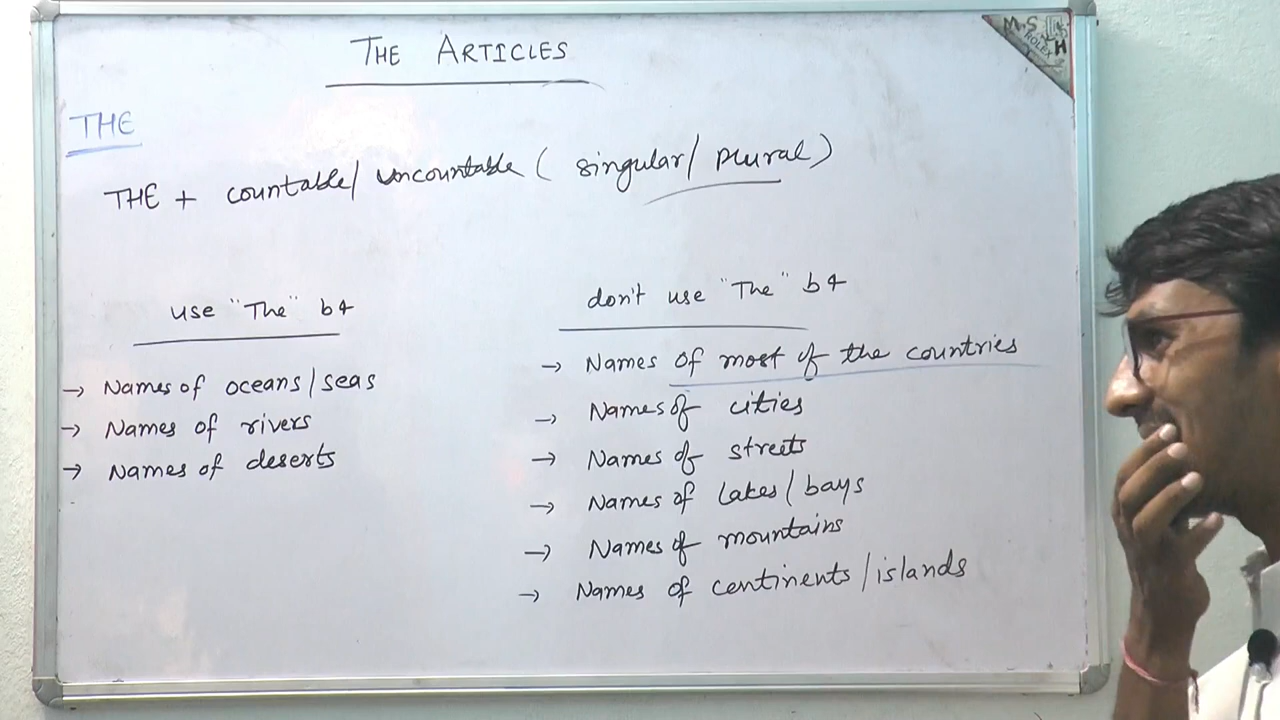 THE ARTICLES
M.S
H
ROLEX
THE
THE + countable/ uncountable ( singular/ plural)
use "The" b4
→ Names of oceans/seas
→ Names of rivers
→ Names of deserts
don't use "The" b4
→ Names of most of the countries
→ Names of cities
→ Names of streets
→ Names of lakes/ bays
→ Names of mountains
→ Names of continents /islands